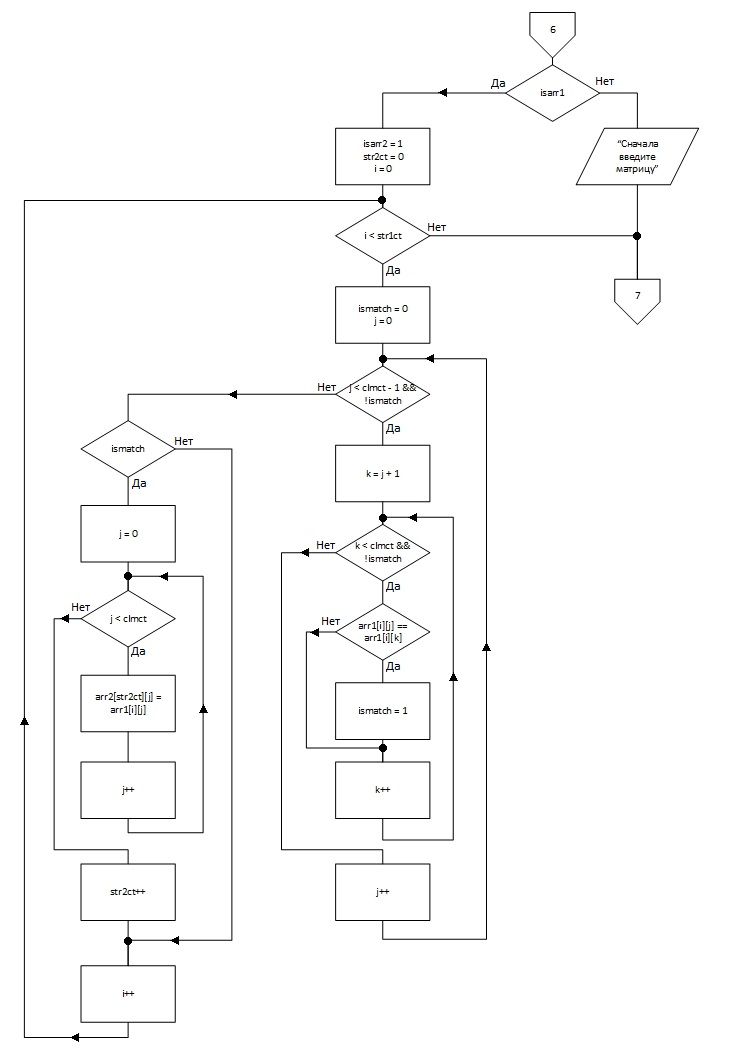 6
isarr1
Да
Нет
isarr2 = 1
str2ct = 0
i = 0
"Сначала
введите
матрицу"
i < str1ct
Нет
Да
7
ismatch = 0
j = 0
j < clmct - 1 &&
!ismatch
Нет
Да
ismatch
Нет
Да
k = j + 1
j = 0
k < clmct &&
!ismatch
Нет
Да
j < clmct
Нет
Да
arr1[i][j] ==
arr1[i][k]
Нет
Да
arr2[str2ct][j] =
arr1[i][j]
ismatch = 1
j++
k++
str2ct++
j++
i++